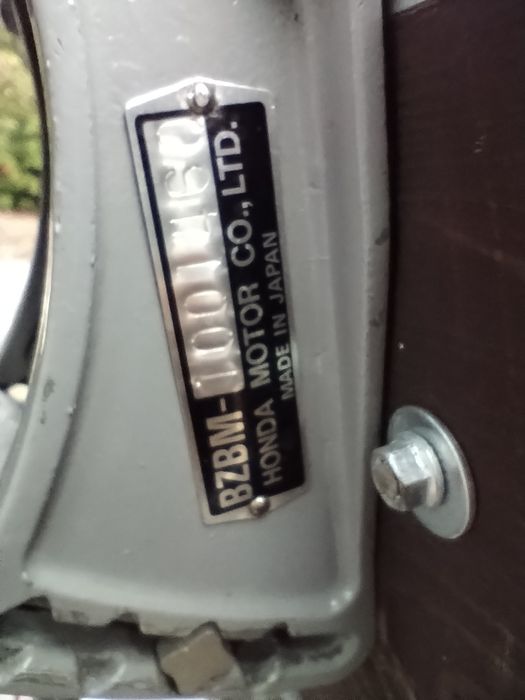 BZBM-
HONDA MOTOR CO., LTD.
MADE IN JAPAN